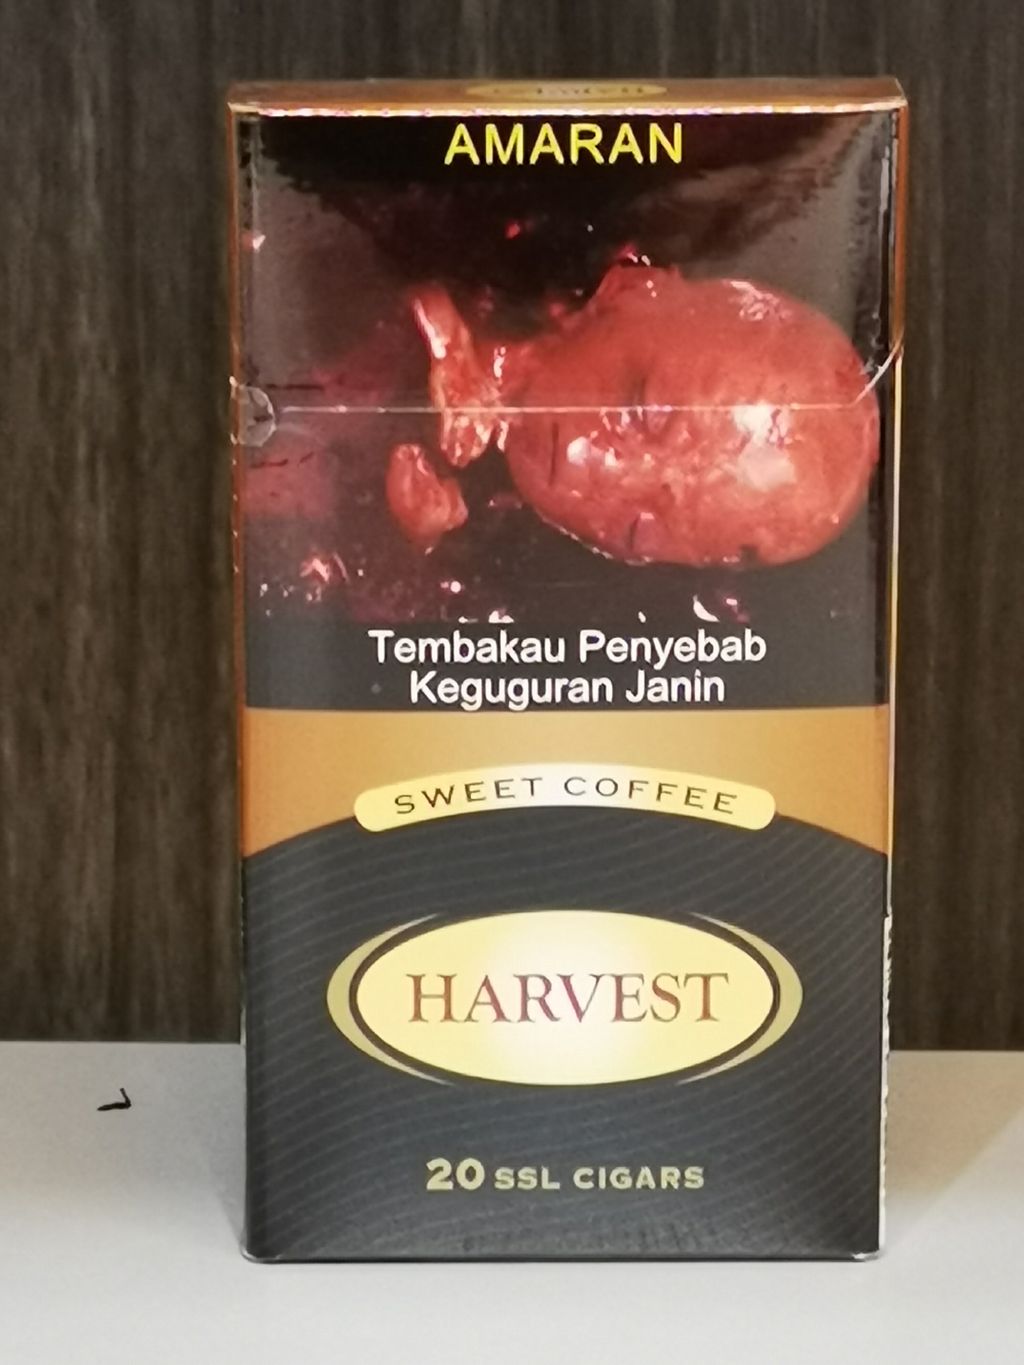 AMARAN
Tembakau Penyebab
Keguguran Janin
SWEET COFFEE
HARVEST
20 SSL CIGARS